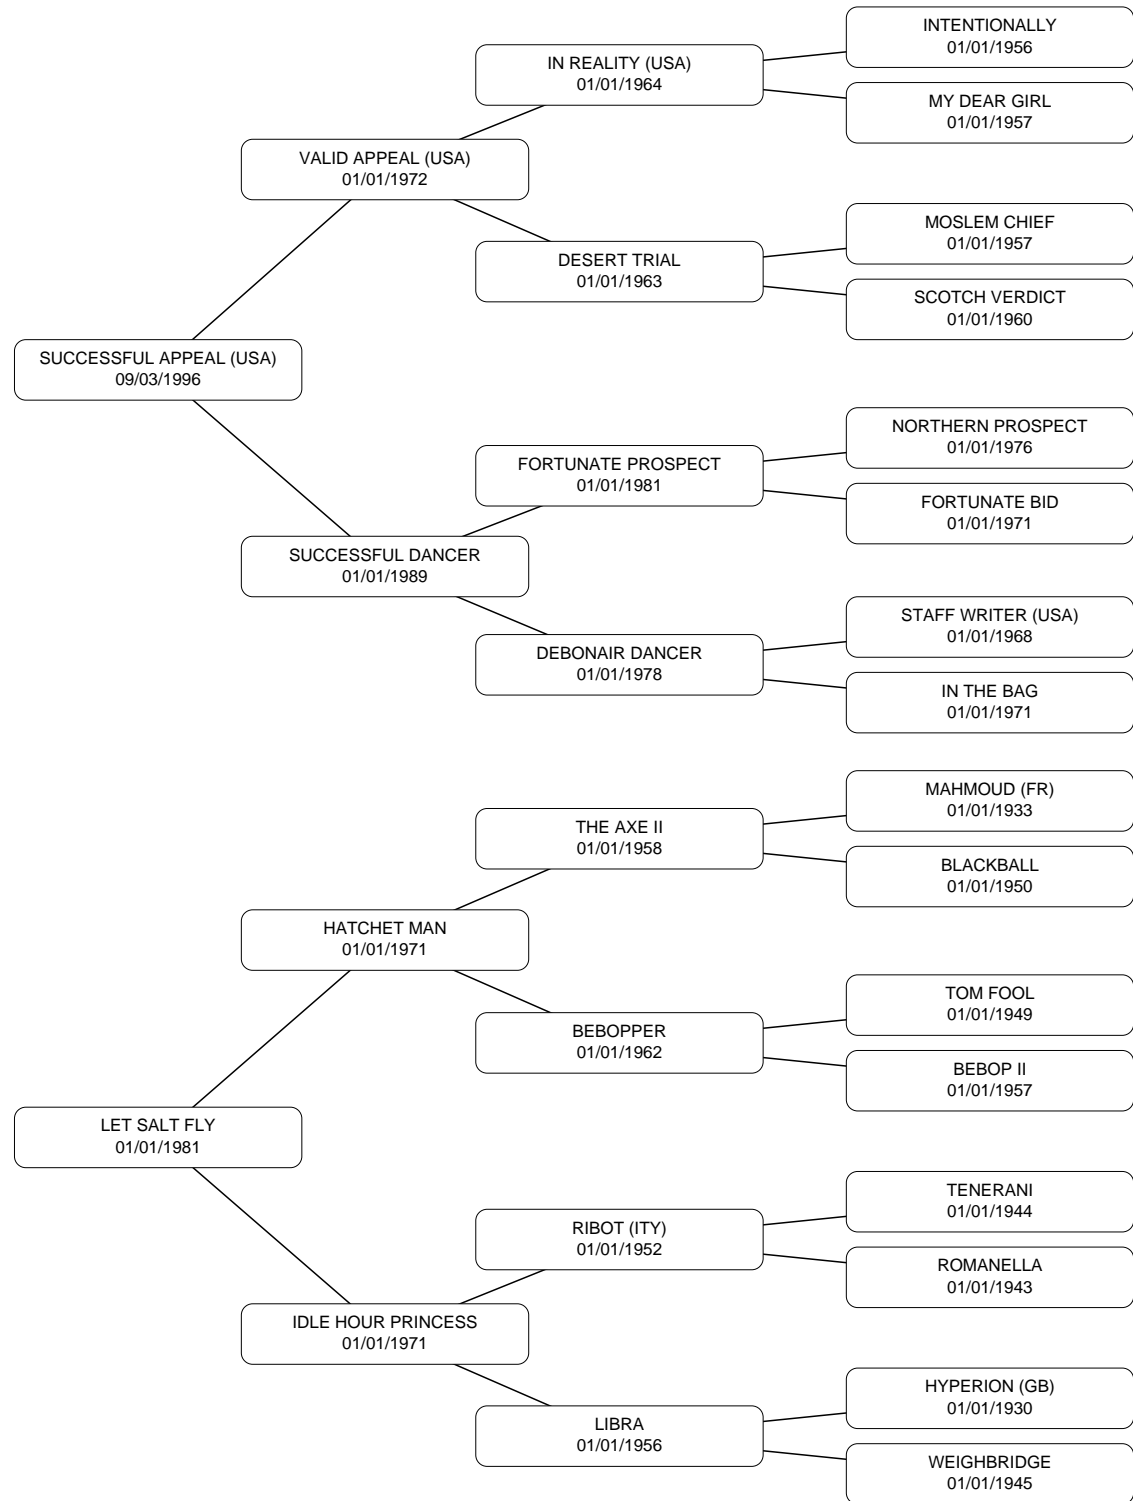 INTENTIONALLY
01/01/1956
IN REALITY (USA)
01/01/1964
MY DEAR GIRL
01/01/1957
VALID APPEAL (USA)
01/01/1972
MOSLEM CHIEF
01/01/1957
DESERT TRIAL
01/01/1963
SCOTCH VERDICT
01/01/1960
SUCCESSFUL APPEAL (USA)
09/03/1996
NORTHERN PROSPECT
01/01/1976
FORTUNATE PROSPECT
01/01/1981
FORTUNATE BID
01/01/1971
SUCCESSFUL DANCER
01/01/1989
STAFF WRITER (USA)
01/01/1968
DEBONAIR DANCER
01/01/1978
IN THE BAG
01/01/1971
MAHMOUD (FR)
01/01/1933
THE AXE II
01/01/1958
BLACKBALL
01/01/1950
HATCHET MAN
01/01/1971
TOM FOOL
01/01/1949
BEBOPPER
01/01/1962
BEBOP II
01/01/1957
LET SALT FLY
01/01/1981
TENERANI
01/01/1944
RIBOT (ITY)
01/01/1952
ROMANELLA
01/01/1943
IDLE HOUR PRINCESS
01/01/1971
HYPERION (GB)
01/01/1930
LIBRA
01/01/1956
WEIGHBRIDGE
01/01/1945